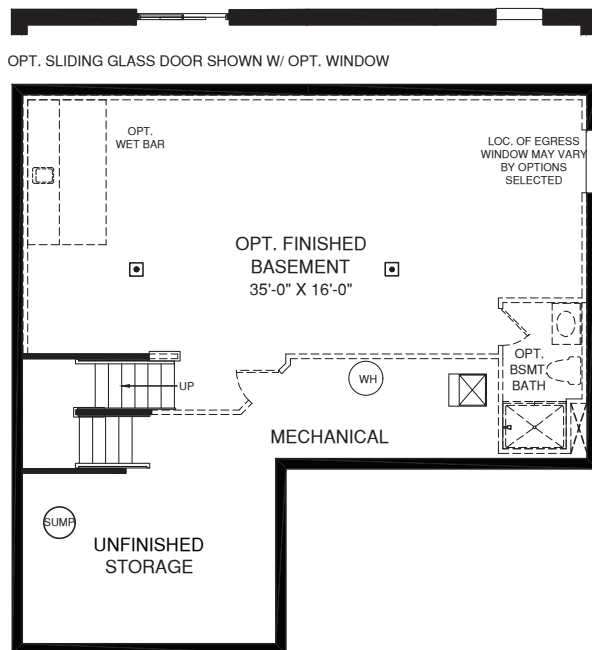 OPT. SLIDING GLASS DOOR SHOWN W/ OPT. WINDOW
OPT.
WET BAR
LOC. OF EGRESS
WINDOW MAY VARY
BY OPTIONS
SELECTED
OPT. FINISHED
BASEMENT
35'-0" X 16'-0"
OPT.
BSMT.
BATH
UP
WH
MECHANICAL
SUMP
UNFINISHED
STORAGE